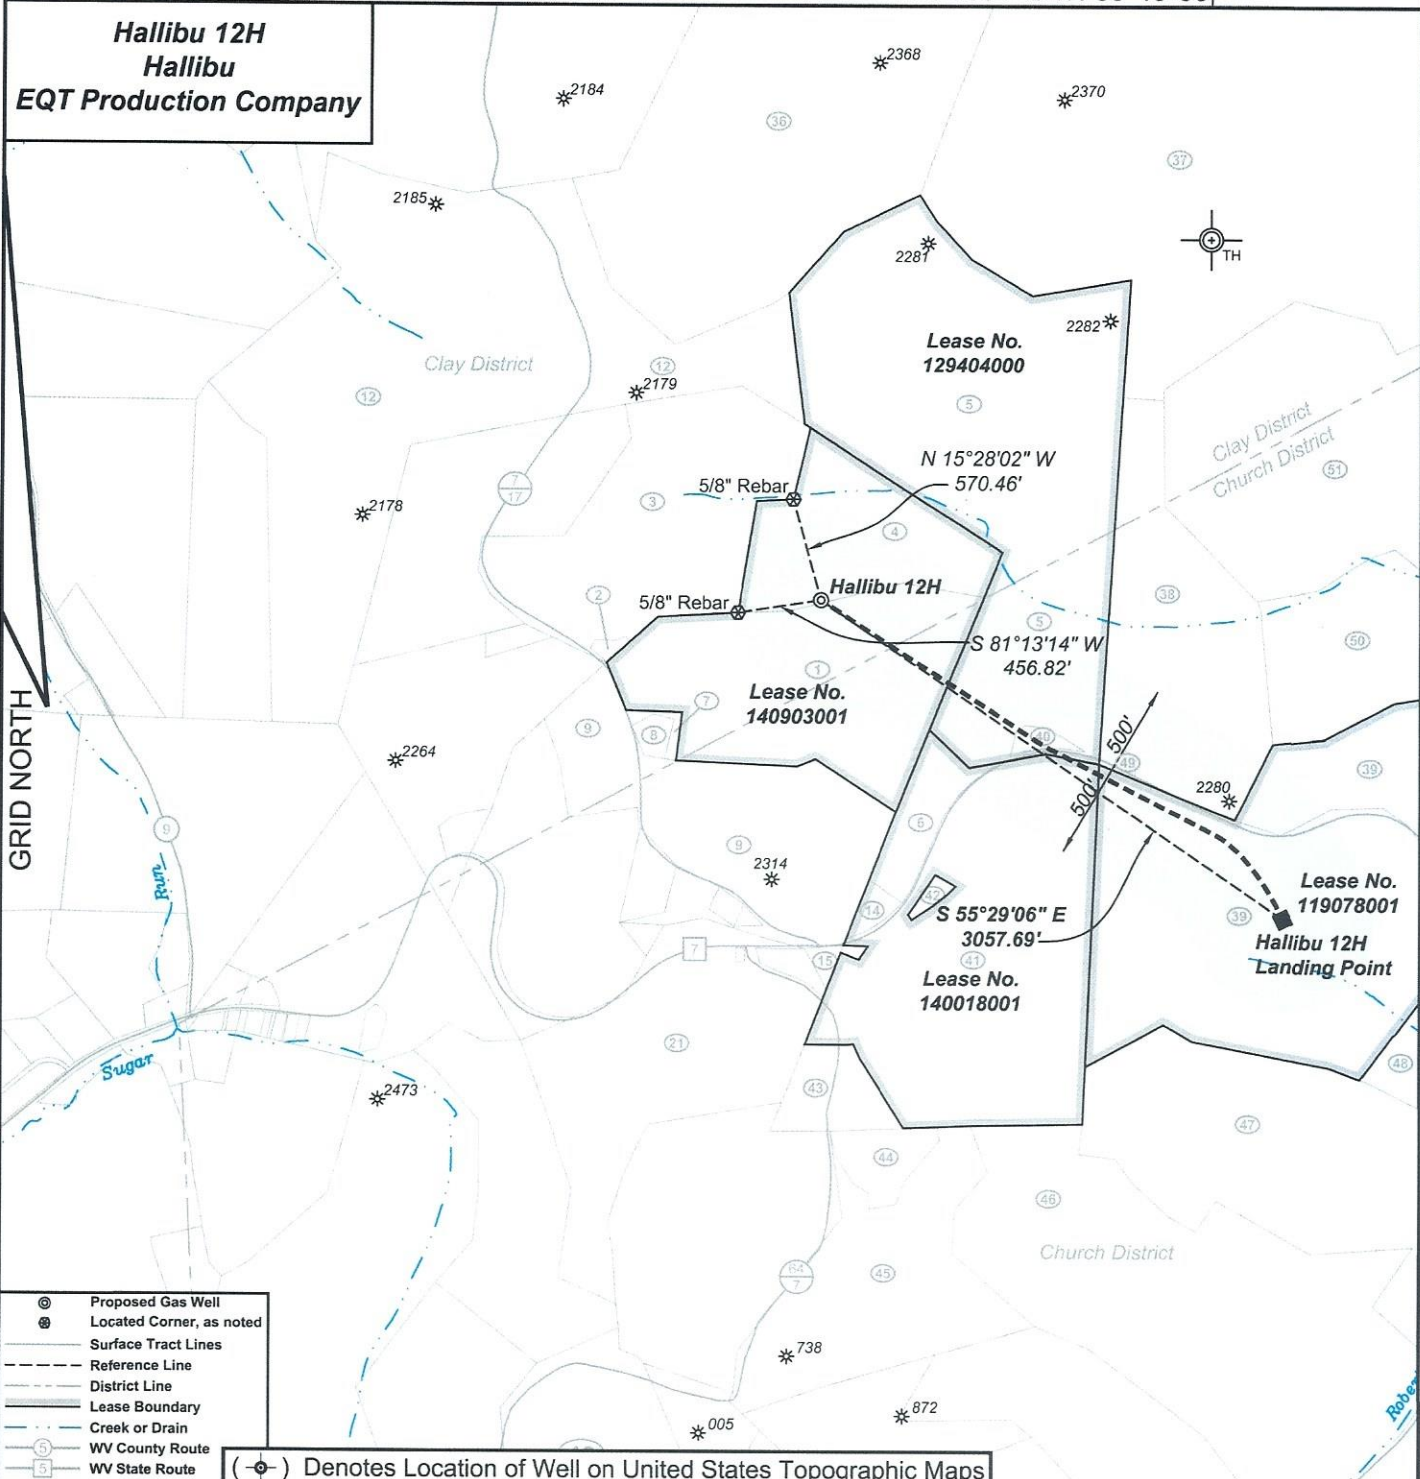 Hallibu 12H
Hallibu
EQT Production Company
2368
2184
2370
36
37
2185
2281
TH
2282
Lease No.
129404000
Clay District
12
2179
12
5
Clay District
Church District
N 15°28'02" W
570.46'
51
5/8" Rebar
3
7
17
2178
4
Hallibu 12H
2
38
5/8" Rebar
5
S 81°13'14" W
456.82'
50
1
Lease No.
140903001
7
GRID NORTH
9
8
40
500'
49
39
2264
500'
2280
9
6
9
2314
Run
42
Lease No.
119078001
14
S 55°29'06" E
3057.69'
39
Hallibu 12H
Landing Point
7
15
41
Lease No.
140018001
21
Sugar
48
2473
43
47
44
46
Church District
64
7
45
Proposed Gas Well
Located Corner, as noted
Surface Tract Lines
Reference Line
District Line
Lease Boundary
Creek or Drain
5 WV County Route
5 WV State Route
738
872
005
( ) Denotes Location of Well on United States Topographic Maps